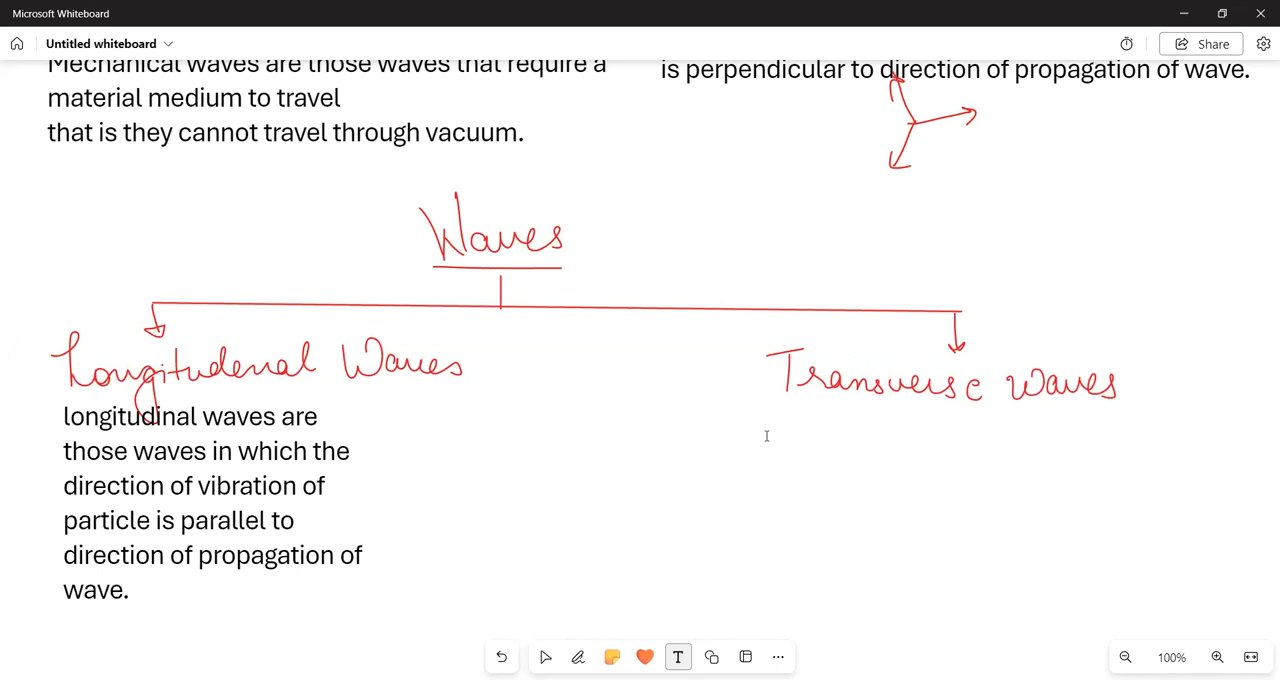 Microsoft Whiteboard
Untitled whiteboard
Share
Mechanical waves are those waves that require a
material medium to travel
that is they cannot travel through vacuum.
is perpendicular to direction of propagation of wave.
Waves
Longitudenal Waves
Transverse waves
longitudinal waves are
those waves in which the
direction of vibration of
particle is parallel to
direction of propagation of
wave.
T
100%